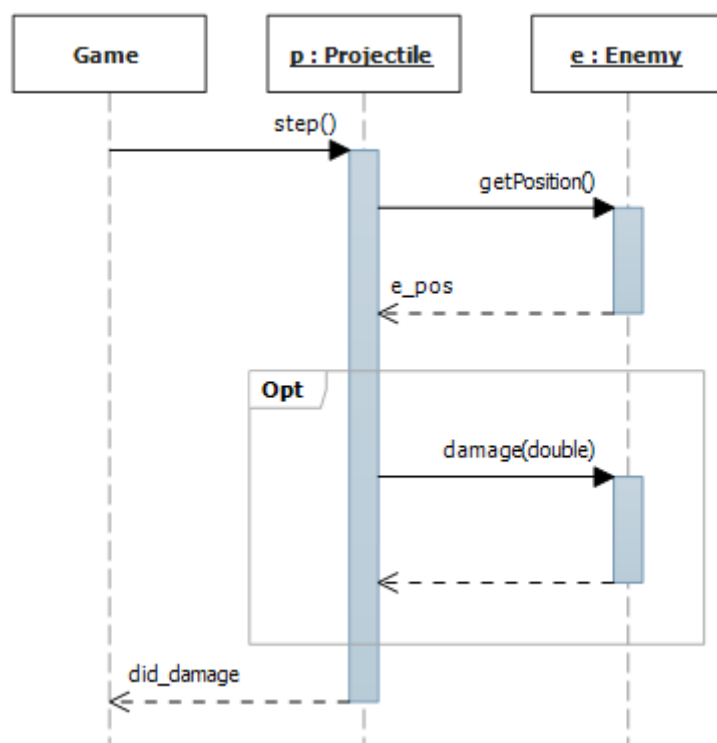 Game
p : Projectile
e : Enemy
step()
getPosition()
e_pos
Opt
damage(double)
did_damage